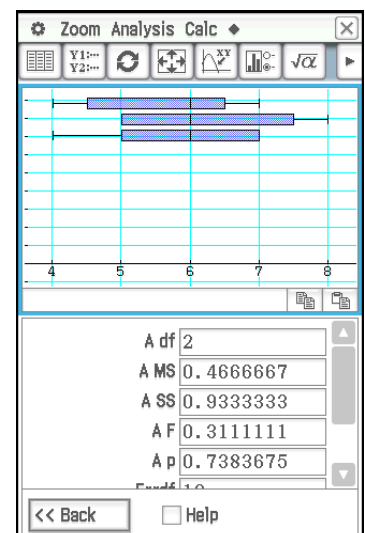 Zoom Analysis Calc ◆
Y1:··· Y2:··· XY √α
4 5 6 7 8
A df 2
A MS 0.4666667
A SS 0.9333333
A F 0.3111111
A p 0.7383675
<< Back Help